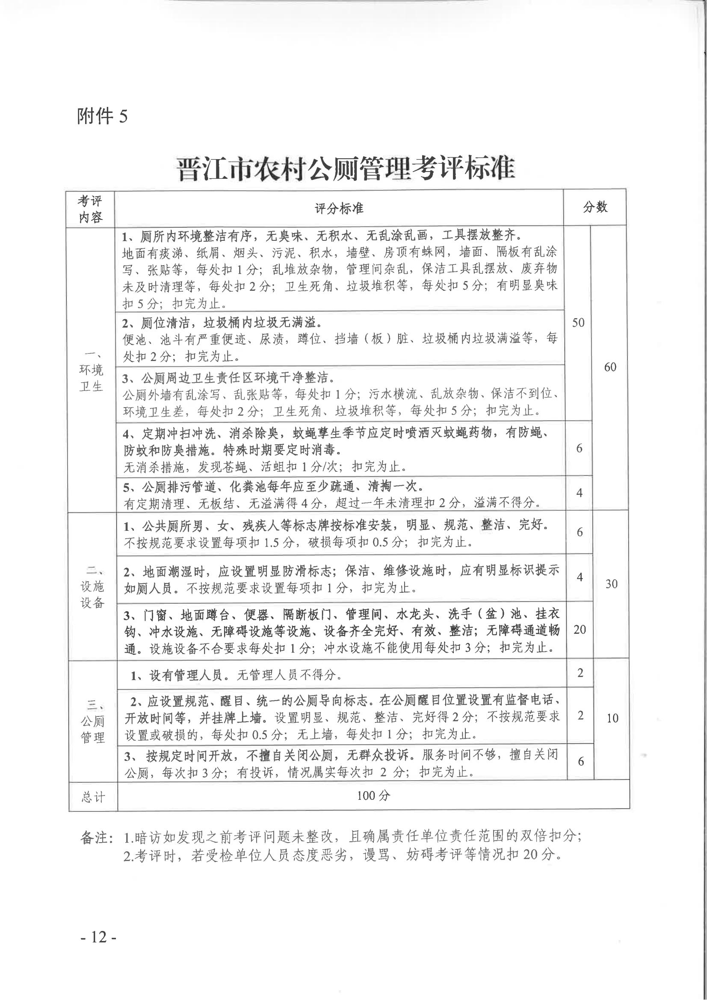 附件 5
晋江市农村公厕管理考评标准
考评
内容
评分标准
分数
一、
环境
卫生
1、厕所内环境整洁有序，无臭味、无积水、无乱涂乱画，工具摆放整齐。
地面有痰涕、纸屑、烟头、污泥、积水，墙壁、房顶有蛛网，墙面、隔板有乱涂
写、张贴等，每处扣 1 分；乱堆放杂物，管理间杂乱，保洁工具乱摆放、废弃物
未及时清理等，每处扣 2 分；卫生死角、垃圾堆积等，每处扣 5 分；有明显臭味
扣 5 分；扣完为止。
2、厕位清洁，垃圾桶内垃圾无满溢。
便池、池斗有严重便迹、尿渍，蹲位、挡墙（板）脏、垃圾桶内垃圾满溢等，每
处扣 2 分；扣完为止。
3、公厕周边卫生责任区环境干净整洁。
公厕外墙有乱涂写、乱张贴等，每处扣 1 分；污水横流、乱放杂物、保洁不到位、
环境卫生差，每处扣 2 分；卫生死角、垃圾堆积等，每处扣 5 分；扣完为止。
50
60
4、定期冲扫冲洗、消杀除臭，蚊蝇孳生季节应定时喷洒灭蚊蝇药物，有防蝇、
防蚊和防臭措施。特殊时期要定时消毒。
无消杀措施，发现苍蝇、活蛆扣 1 分/次；扣完为止。
6
5、公厕排污管道、化粪池每年应至少疏通、清掏一次。
有定期清理、无板结、无溢满得 4 分，超过一年未清理扣 2 分，溢满不得分。
4
二、
设施
设备
1、公共厕所男、女、残疾人等标志牌按标准安装，明显、规范、整洁、完好。
不按规范要求设置每项扣 1.5 分，破损每项扣 0.5 分；扣完为止。
6
2、地面潮湿时，应设置明显防滑标志；保洁、维修设施时，应有明显标识提示
如厕人员。不按规范要求设置每项扣 1 分，扣完为止。
4
30
3、门窗、地面蹲台、便器、隔断板门、管理间、水龙头、洗手（盆）池、挂衣
钩、冲水设施、无障碍设施等设施、设备齐全完好、有效、整洁；无障碍通道畅
通。设施设备不合要求每处扣 1 分；冲水设施不能使用每处扣 3 分；扣完为止。
20
三、
公厕
管理
1、设有管理人员。无管理人员不得分。
2
2、应设置规范、醒目、统一的公厕导向标志。在公厕醒目位置设置有监督电话、
开放时间等，并挂牌上墙。设置明显、规范、整洁、完好得 2 分；不按规范要求
设置或破损的，每处扣 0.5 分；无上墙，每处扣 1 分；扣完为止。
2
10
3、 按规定时间开放，不擅自关闭公厕，无群众投诉。服务时间不够，擅自关闭
公厕，每次扣 3 分；有投诉，情况属实每次扣 2 分；扣完为止。
6
总计
100 分
备注：1.暗访如发现之前考评问题未整改，且确属责任单位责任范围的双倍扣分；
2.考评时，若受检单位人员态度恶劣，谩骂、妨碍考评等情况扣 20 分。
- 12 -